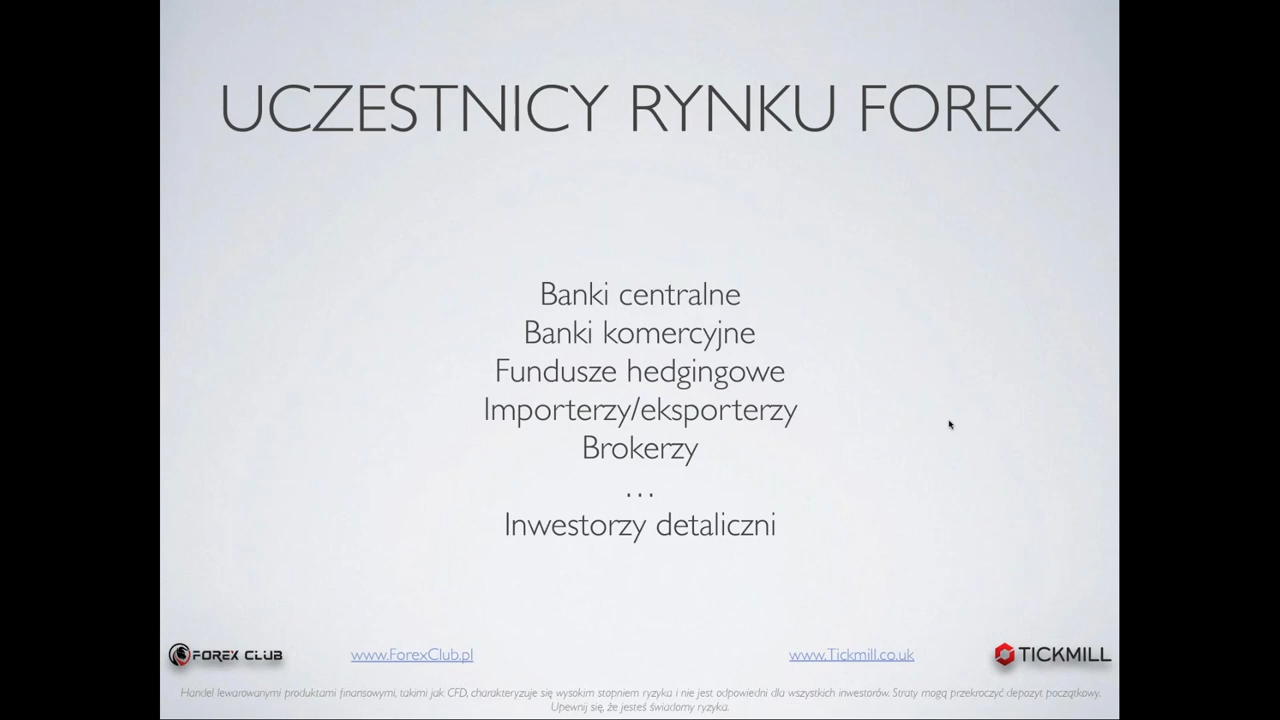 UCZESTNICY RYNKU FOREX
Banki centralne
Banki komercyjne
Fundusze hedgingowe
Importerzy/eksporterzy
Brokerzy
...
Inwestorzy detaliczni
FOREX CLUB
www.ForexClub.pl
www.Tickmill.co.uk
TICKMILL
Handel lewarowanymi produktami finansowymi, takimi jak CFD, charakteryzuje się wysokim stopniem ryzyka i nie jest odpowiedni dla wszystkich inwestorów. Straty mogą przekroczyć depozyt początkowy.
Upewnij się, że jesteś świadomy ryzyka.